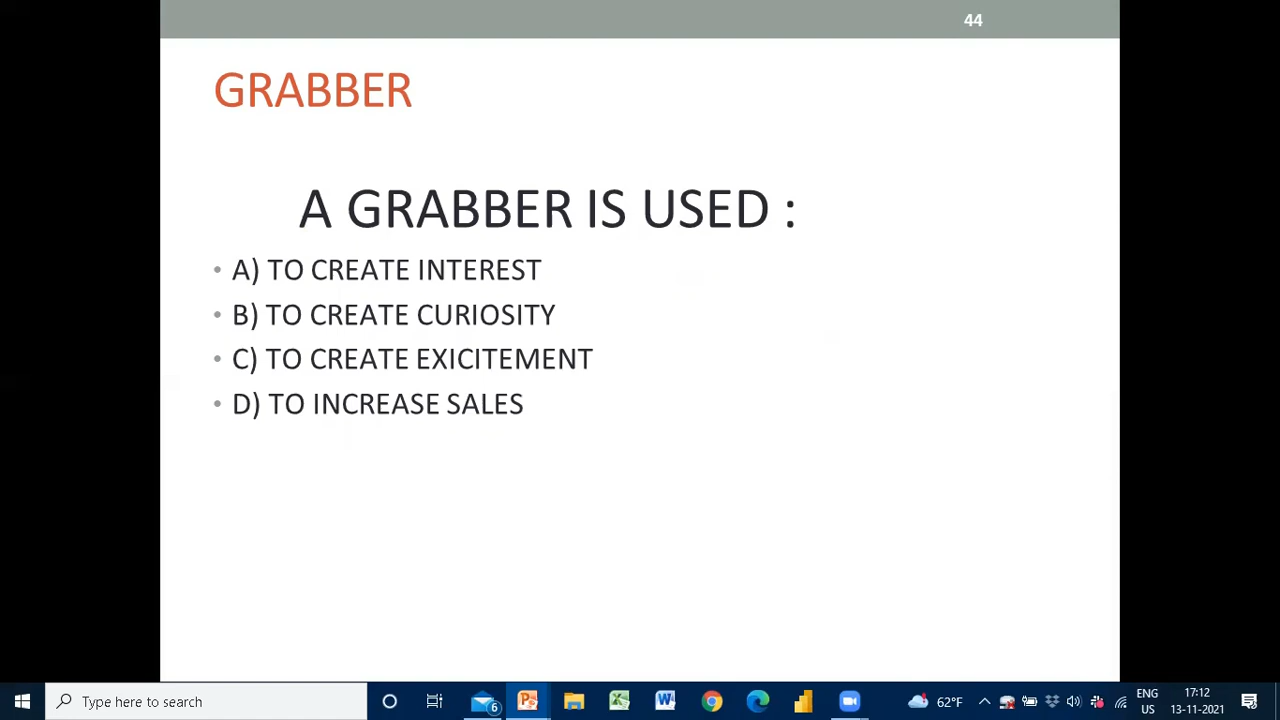 44
GRABBER
A GRABBER IS USED :
• A) TO CREATE INTEREST
• B) TO CREATE CURIOSITY
• C) TO CREATE EXICITEMENT
• D) TO INCREASE SALES
Type here to search
6
62°F
ENG
US
17:12
13-11-2021